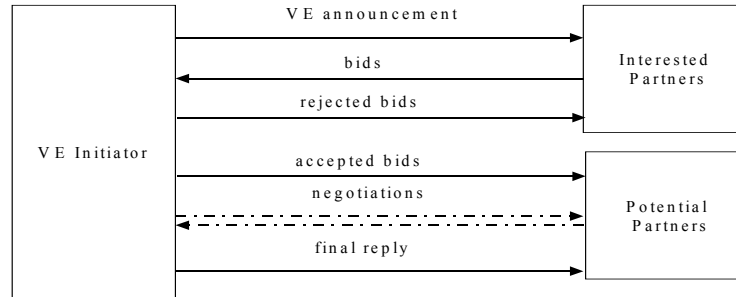 VE announcement
bids
Interested
Partners
rejected bids
VE Initiator
accepted bids
negotiations
Potential
Partners
final reply